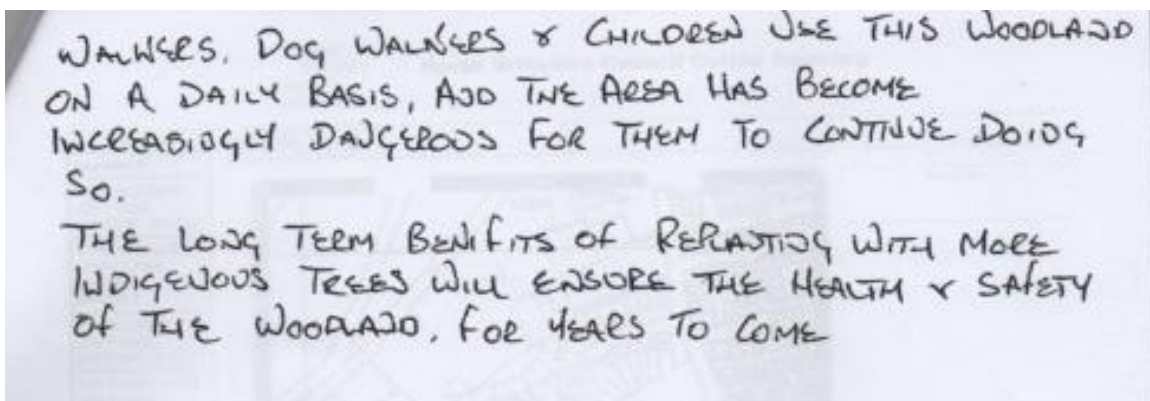 WALKERS, DOG WALKERS & CHILDREN USE THIS WOODLAND
ON A DAILY BASIS, AND THE AREA HAS BECOME
INCREASINGLY DANGEROUS FOR THEM TO CONTINUE DOING
SO.
THE LONG TERM BENIFITS OF REPLANTING WITH MORE
INDIGENOUS TREES WILL ENSURE THE HEALTH & SAFETY
OF THE WOODLAND, FOR YEARS TO COME